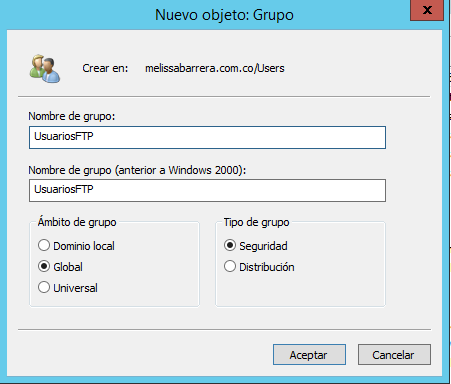 Nuevo objeto: Grupo
x
Crear en: melissabarrera.com.co/Users
Nombre de grupo:
UsuariosFTP
Nombre de grupo (anterior a Windows 2000):
UsuariosFTP
Ámbito de grupo
Dominio local
Global
Universal
Tipo de grupo
Seguridad
Distribución
Aceptar
Cancelar